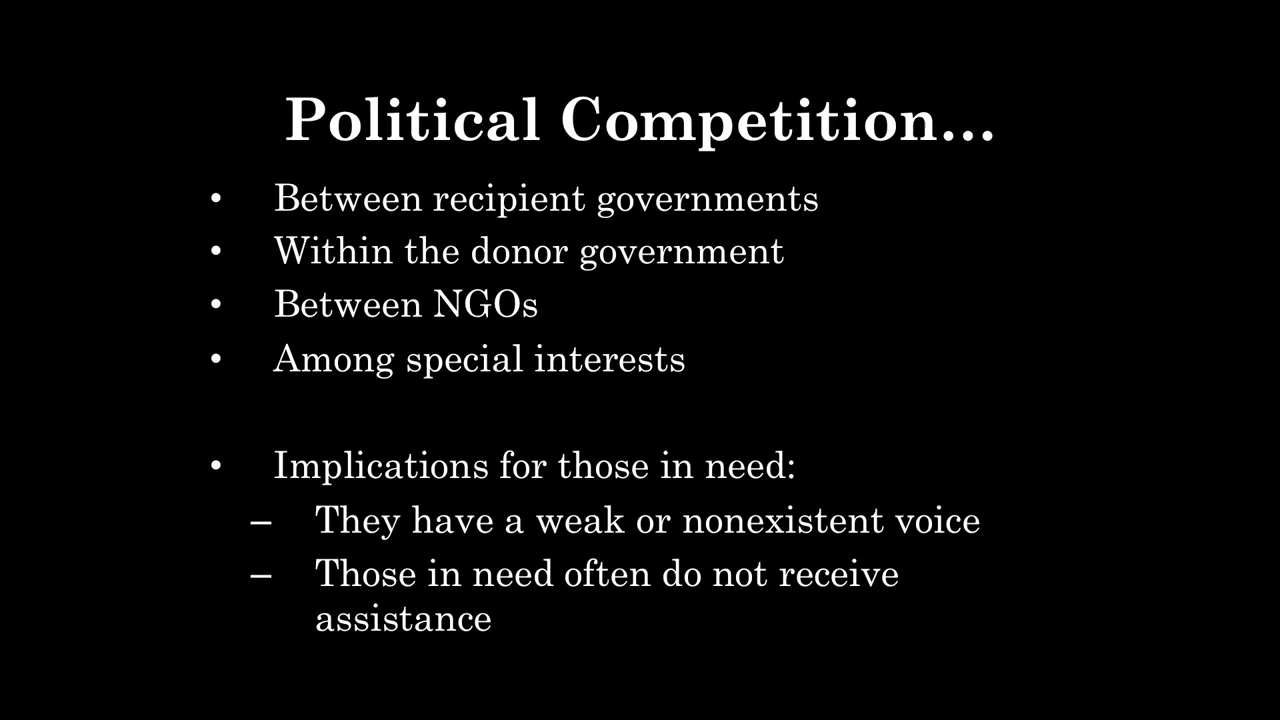 Political Competition...
• Between recipient governments
• Within the donor government
• Between NGOs
• Among special interests
• Implications for those in need:
– They have a weak or nonexistent voice
– Those in need often do not receive
assistance